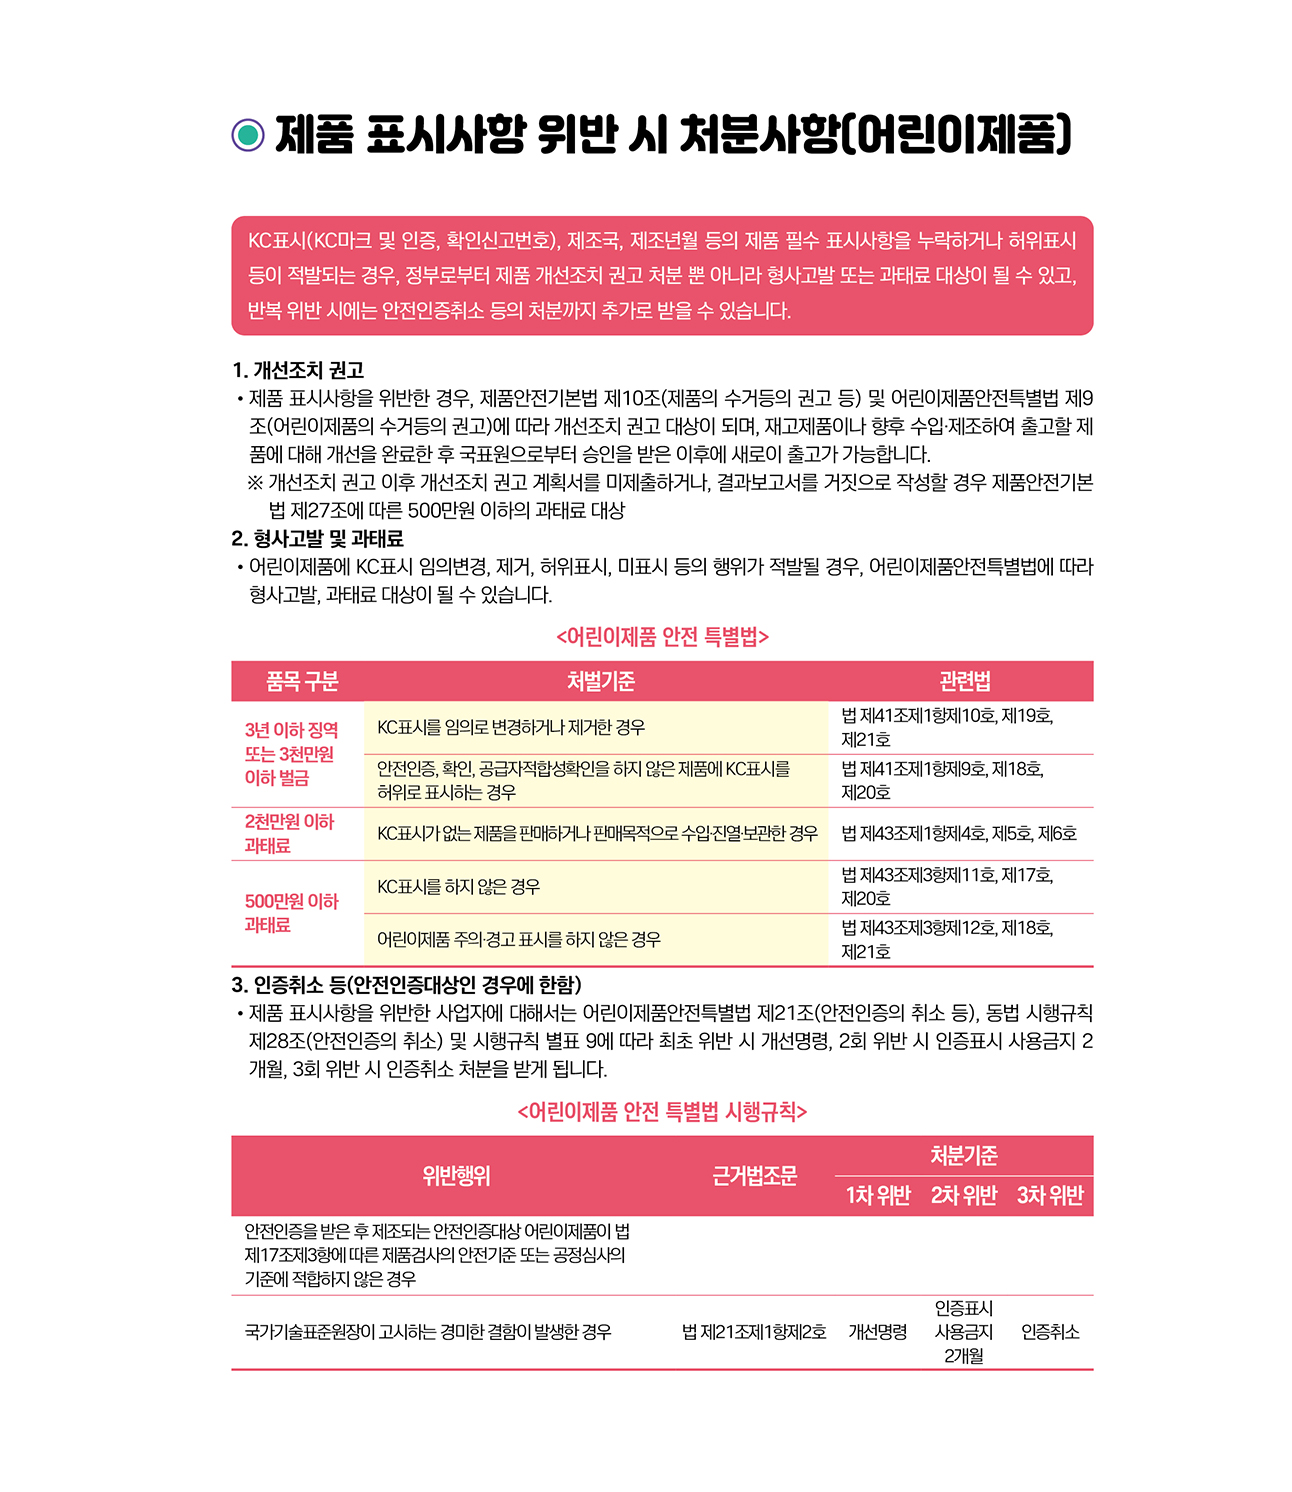 제품 표시사항 위반 시 처분사항(어린이제품)
KC표시(KC마크 및 인증, 확인신고번호), 제조국, 제조년월 등의 제품 필수 표시사항을 누락하거나 허위표시
등이 적발되는 경우, 정부로부터 제품 개선조치 권고 처분 뿐 아니라 형사고발 또는 과태료 대상이 될 수 있고,
반복 위반 시에는 안전인증취소 등의 처분까지 추가로 받을 수 있습니다.
1. 개선조치 권고
• 제품 표시사항을 위반한 경우, 제품안전기본법 제10조(제품의 수거등의 권고 등) 및 어린이제품안전특별법 제9
조(어린이제품의 수거등의 권고)에 따라 개선조치 권고 대상이 되며, 재고제품이나 향후 수입·제조하여 출고할 제
품에 대해 개선을 완료한 후 국표원으로부터 승인을 받은 이후에 새로이 출고가 가능합니다.
※ 개선조치 권고 이후 개선조치 권고 계획서를 미제출하거나, 결과보고서를 거짓으로 작성할 경우 제품안전기본
법 제27조에 따른 500만원 이하의 과태료 대상
2. 형사고발 및 과태료
• 어린이제품에 KC표시 임의변경, 제거, 허위표시, 미표시 등의 행위가 적발될 경우, 어린이제품안전특별법에 따라
형사고발, 과태료 대상이 될 수 있습니다.
<어린이제품 안전 특별법>
품목 구분 처벌기준 관련법
3년 이하 징역
또는 3천만원
이하 벌금
KC표시를 임의로 변경하거나 제거한 경우
법 제41조제1항제10호, 제19호,
제21호
안전인증, 확인, 공급자적합성확인을 하지 않은 제품에 KC표시를
허위로 표시하는 경우
법 제41조제1항제9호, 제18호,
제20호
2천만원 이하
과태료
KC표시가 없는 제품을 판매하거나 판매목적으로 수입·진열·보관한 경우
법 제43조제1항제4호, 제5호, 제6호
500만원 이하
과태료
KC표시를 하지 않은 경우
법 제43조제3항제11호, 제17호,
제20호
어린이제품 주의·경고 표시를 하지 않은 경우
법 제43조제3항제12호, 제18호,
제21호
3. 인증취소 등(안전인증대상인 경우에 한함)
• 제품 표시사항을 위반한 사업자에 대해서는 어린이제품안전특별법 제21조(안전인증의 취소 등), 동법 시행규칙
제28조(안전인증의 취소) 및 시행규칙 별표 9에 따라 최초 위반 시 개선명령, 2회 위반 시 인증표시 사용금지 2
개월, 3회 위반 시 인증취소 처분을 받게 됩니다.
<어린이제품 안전 특별법 시행규칙>
위반행위 근거법조문 처분기준
1차 위반 2차 위반 3차 위반
안전인증을 받은 후 제조되는 안전인증대상 어린이제품이 법
제17조제3항에 따른 제품검사의 안전기준 또는 공정심사의
기준에 적합하지 않은 경우
국가기술표준원장이 고시하는 경미한 결함이 발생한 경우
법 제21조제1항제2호
개선명령
인증표시
사용금지
2개월
인증취소